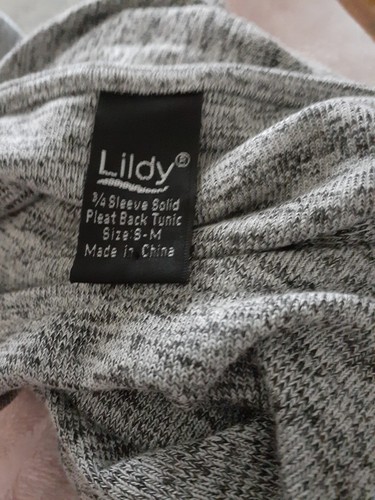 Lildy®
3/4 Sleeve Solid
Pleat Back Tunic
Size:S-M
Made in China